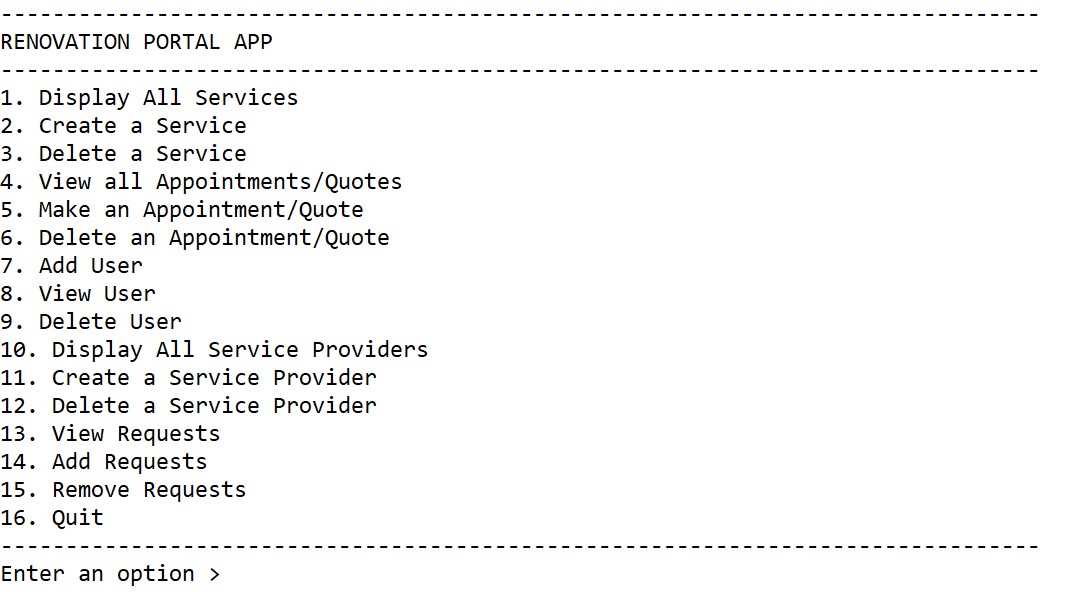 --------------------------------------------------------------------------------
RENOVATION PORTAL APP
--------------------------------------------------------------------------------
1. Display All Services
2. Create a Service
3. Delete a Service
4. View all Appointments/Quotes
5. Make an Appointment/Quote
6. Delete an Appointment/Quote
7. Add User
8. View User
9. Delete User
10. Display All Service Providers
11. Create a Service Provider
12. Delete a Service Provider
13. View Requests
14. Add Requests
15. Remove Requests
16. Quit
--------------------------------------------------------------------------------
Enter an option >